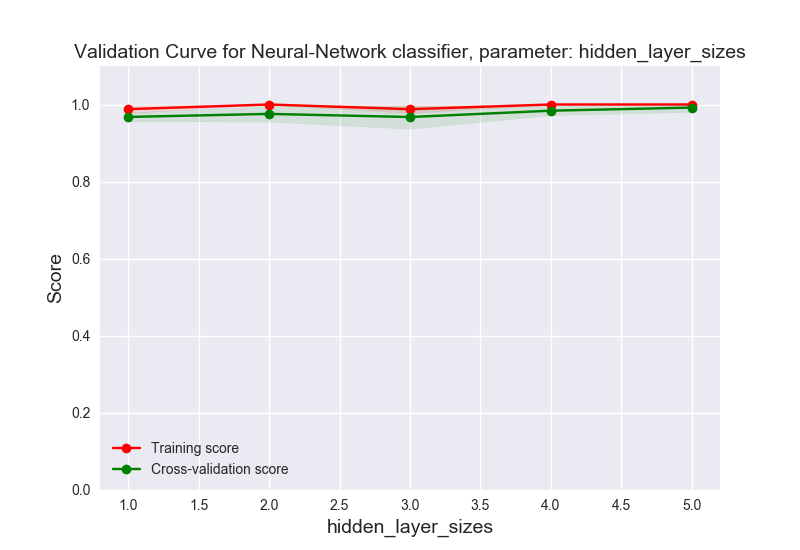 Validation Curve for Neural-Network classifier, parameter: hidden_layer_sizes
1.0
0.8
0.6
0.4
0.2
0.0
Score
Training score
Cross-validation score
1.0 1.5 2.0 2.5 3.0 3.5 4.0 4.5 5.0
hidden_layer_sizes